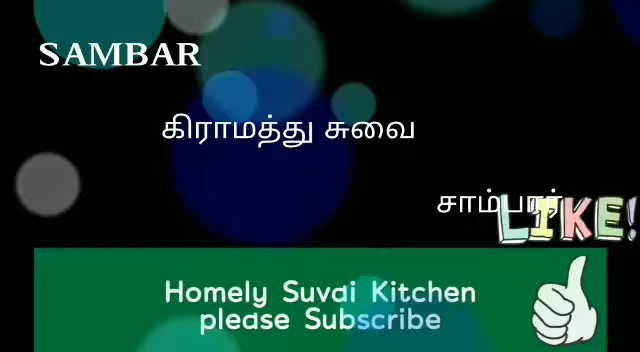 SAMBAR
கிராமத்து சுவை
சாம்பார்
LIKE!
Homely Suvai Kitchen
please Subscribe